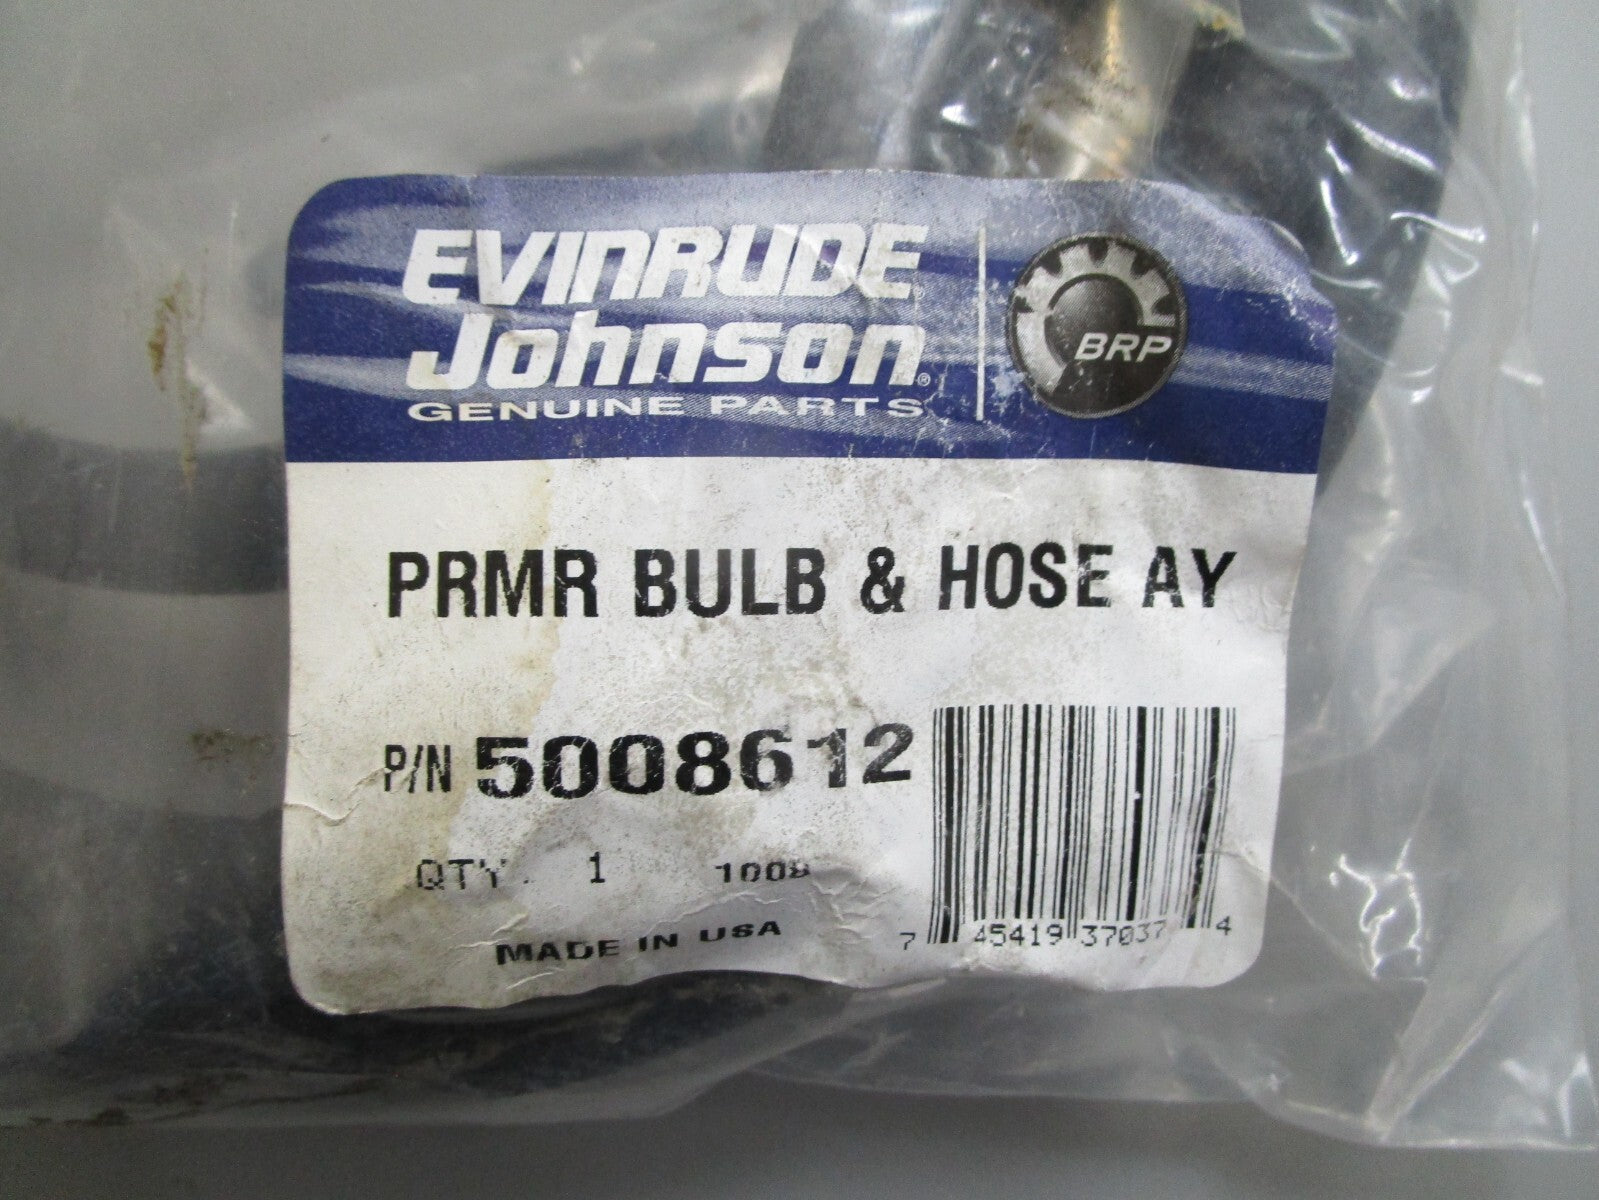 EVINRUDE
Johnson®
GENUINE PARTS
BRP
PRMR BULB & HOSE AY
P/N 5008612
QTY. 1 1008
MADE IN USA
7 45419 37037 4